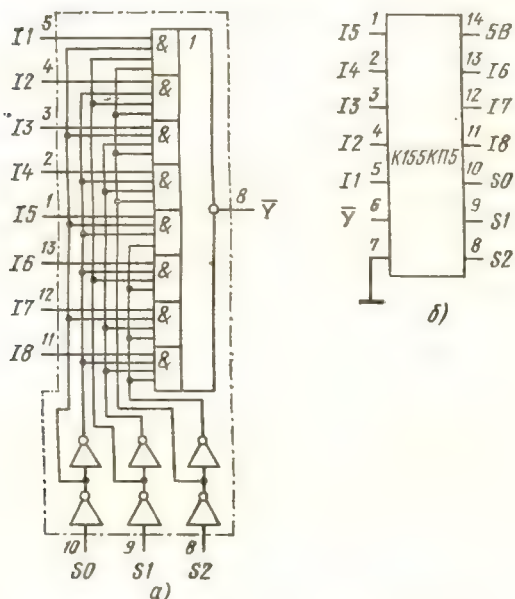 I1 5
I2 4
I3 3
I4 2
I5 1
I6 13
I7 12
I8 11
& 1
&
&
&
&
&
&
&
8 Y̅
10 9 8
S0 S1 S2
а)
I5 1 14 5В
I4 2 13 I6
I3 3 12 I7
I2 4 11 I8
К155КП5
I1 5 10 S0
Y̅ 6 9 S1
7 8 S2
б)